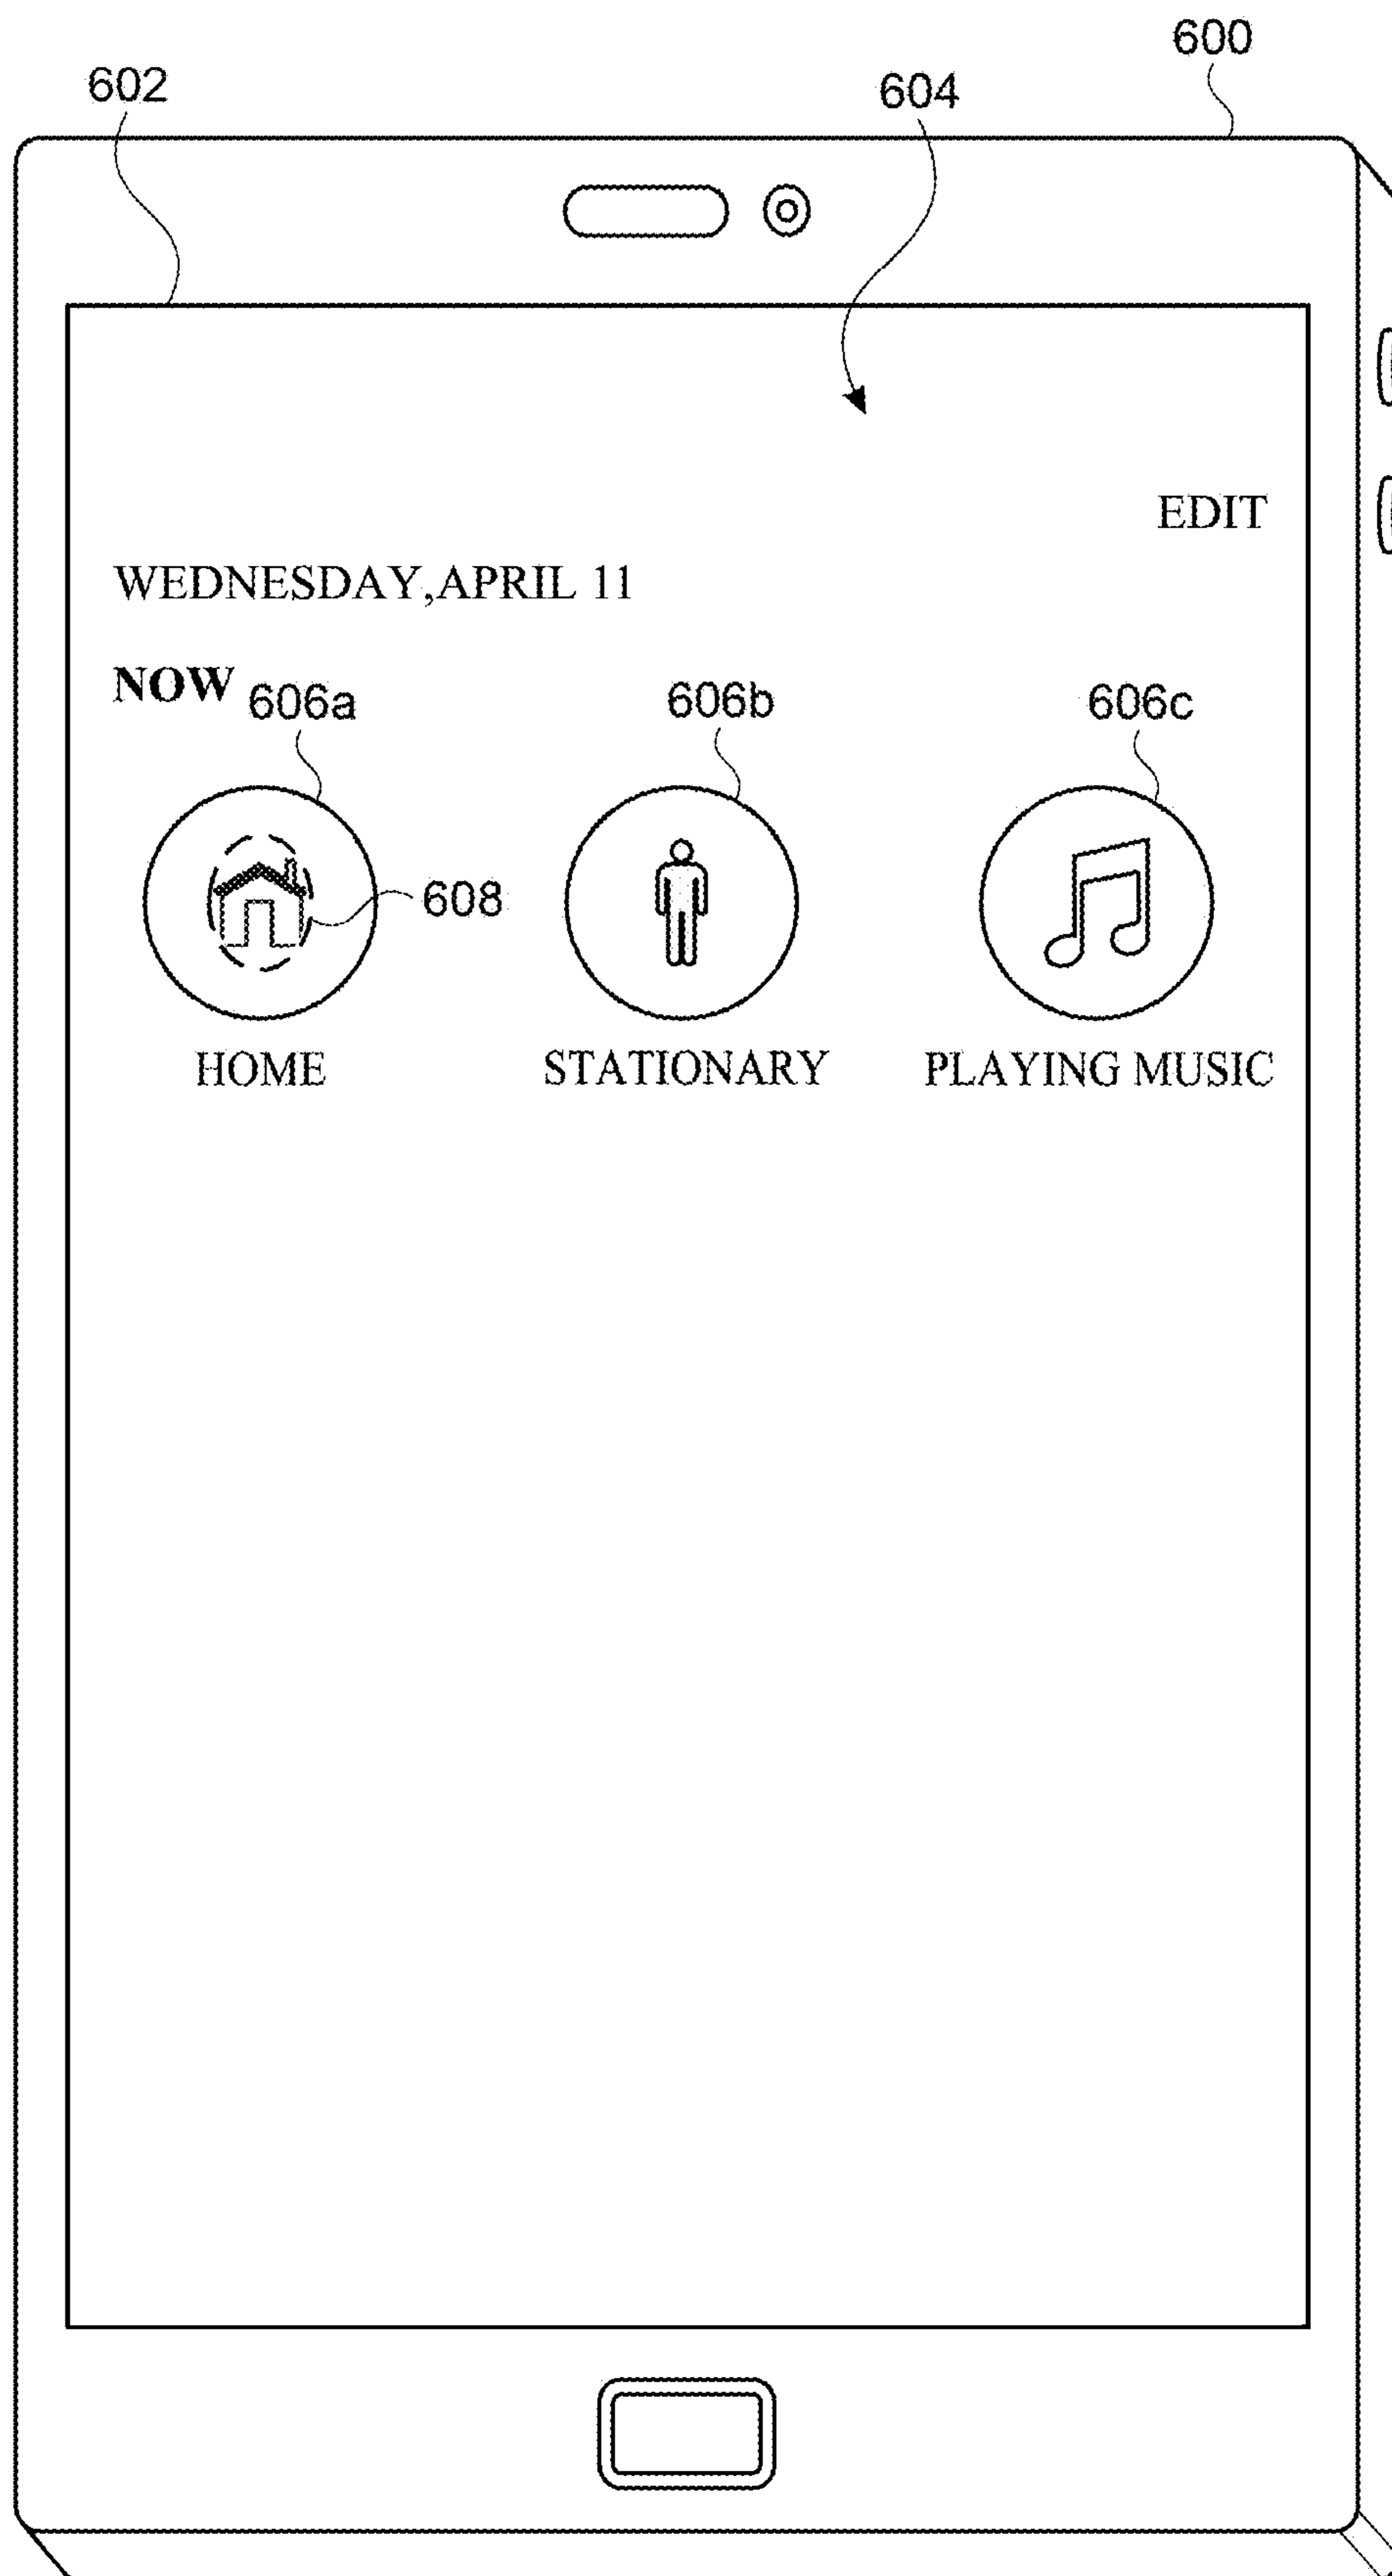 600
602
604
EDIT
WEDNESDAY,APRIL 11
NOW
606a
606b
606c
608
HOME
STATIONARY
PLAYING MUSIC